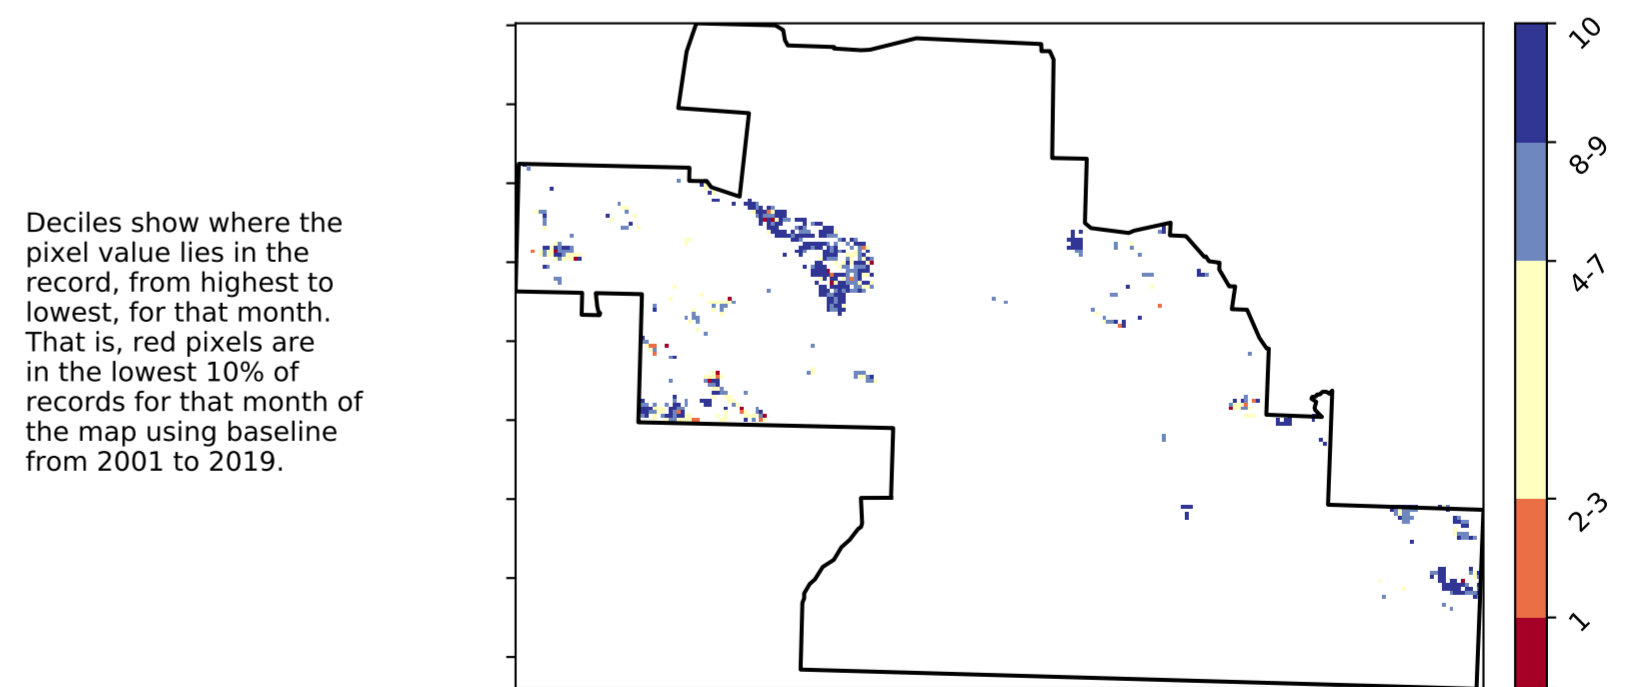 Deciles show where the
pixel value lies in the
record, from highest to
lowest, for that month.
That is, red pixels are
in the lowest 10% of
records for that month of
the map using baseline
from 2001 to 2019.
10
8-9
4-7
2-3
1